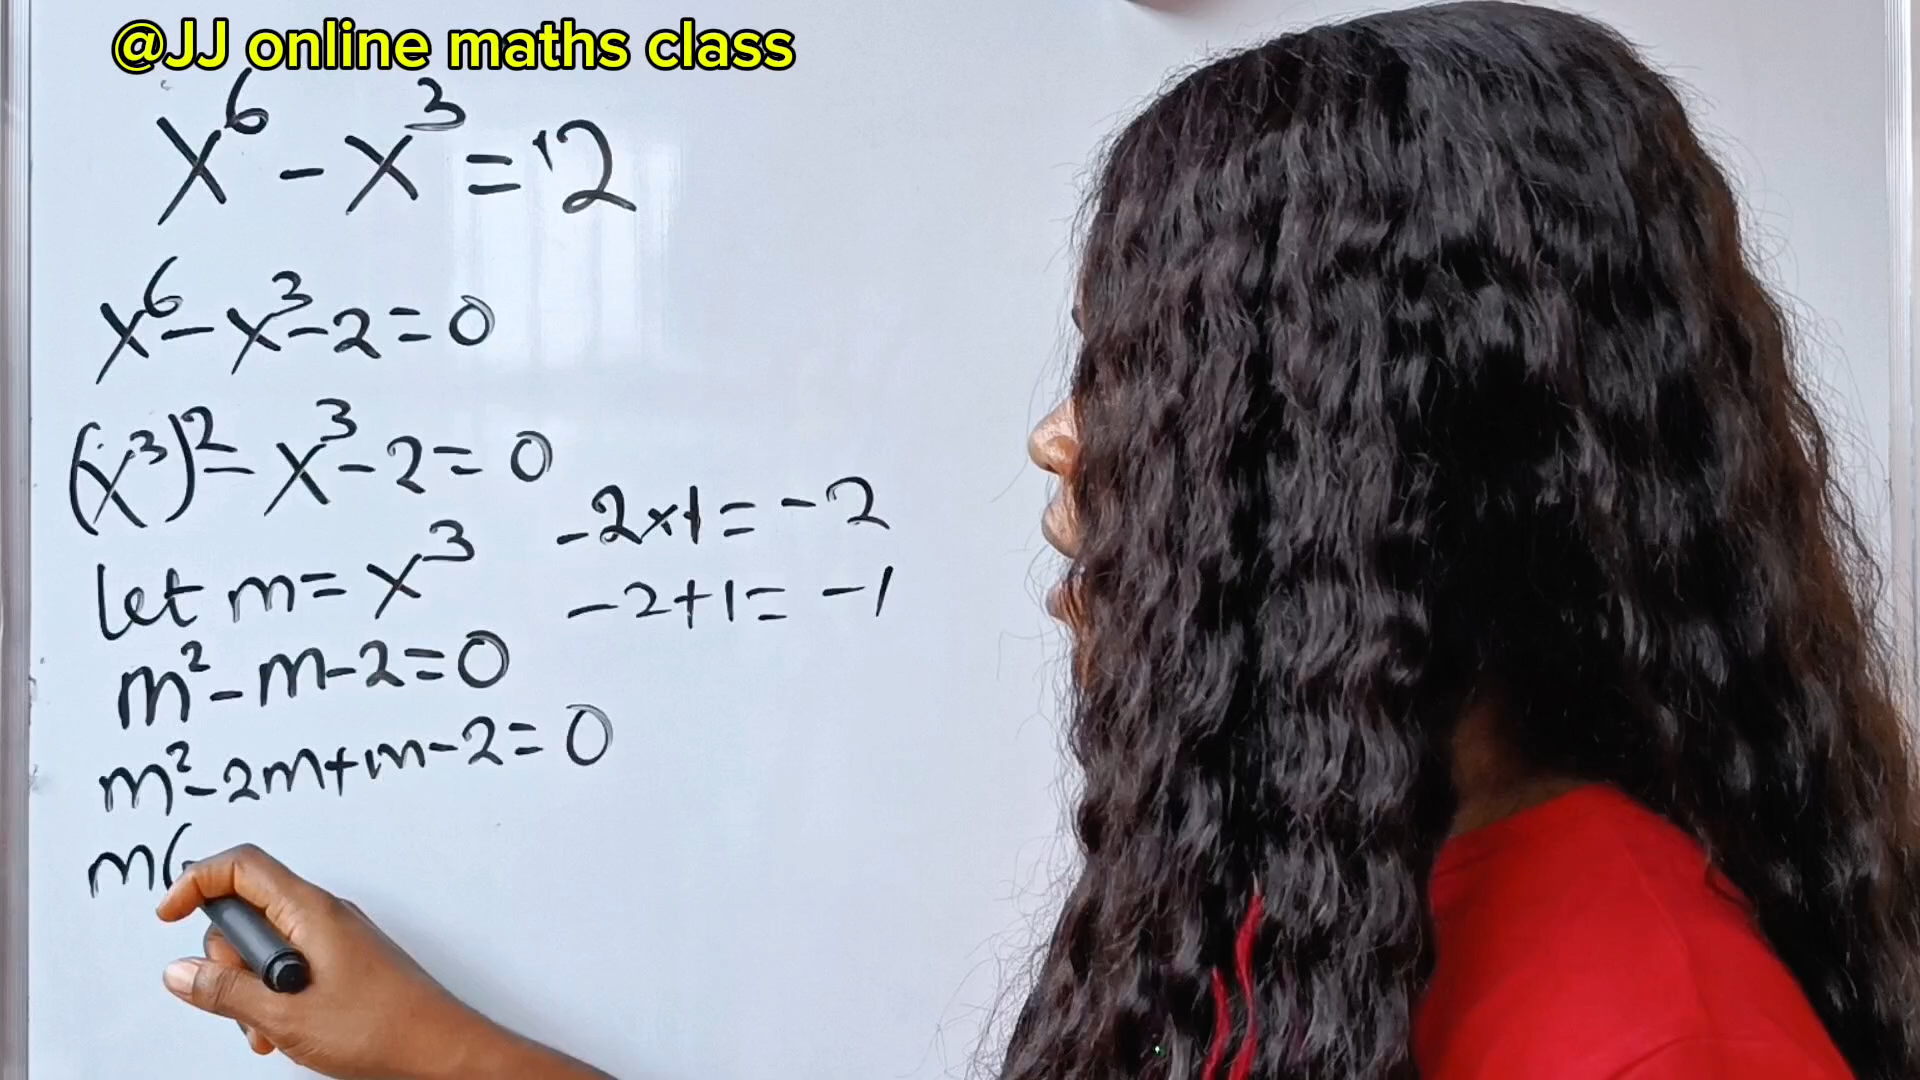 @JJ online maths class
x⁶ - x³ = '2
x⁶ - x³ - 2 = 0
(x³)² - x³ - 2 = 0
-2×1 = -2
let m = x³
-2+1 = -1
m² - m - 2 = 0
m² - 2m + m - 2 = 0
m(